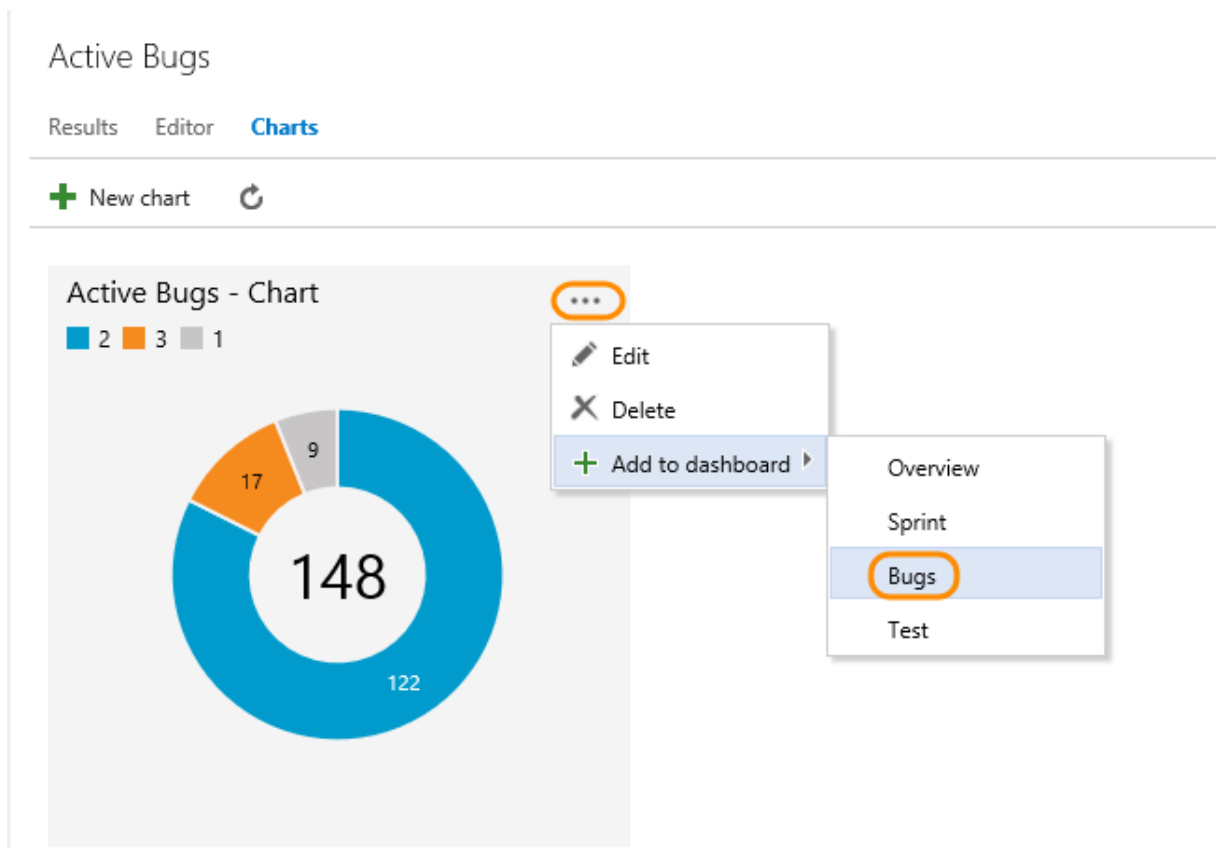 Active Bugs
Results Editor Charts
New chart
Active Bugs - Chart
2 3 1
Edit
Delete
Add to dashboard
Overview
Sprint
Bugs
Test
9
17
148
122